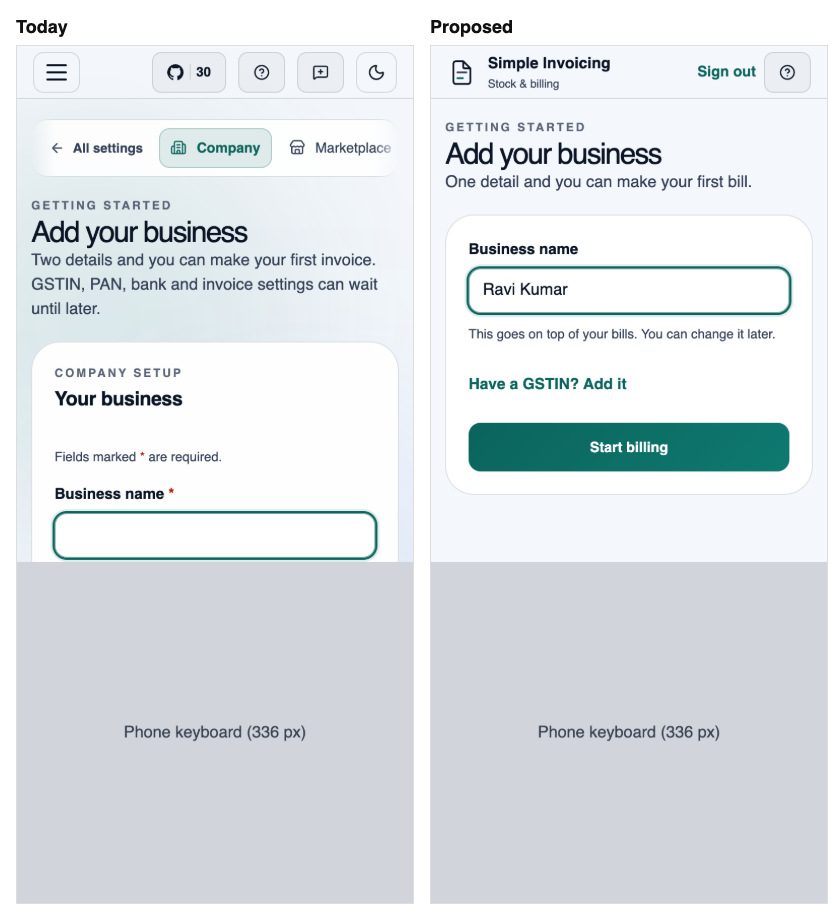 Today
30
All settings
Company
Marketplace
GETTING STARTED
Add your business
Two details and you can make your first invoice.
GSTIN, PAN, bank and invoice settings can wait
until later.
COMPANY SETUP
Your business
Fields marked * are required.
Business name *
Phone keyboard (336 px)
Proposed
Simple Invoicing
Stock & billing
Sign out
GETTING STARTED
Add your business
One detail and you can make your first bill.
Business name
Ravi Kumar
This goes on top of your bills. You can change it later.
Have a GSTIN? Add it
Start billing
Phone keyboard (336 px)